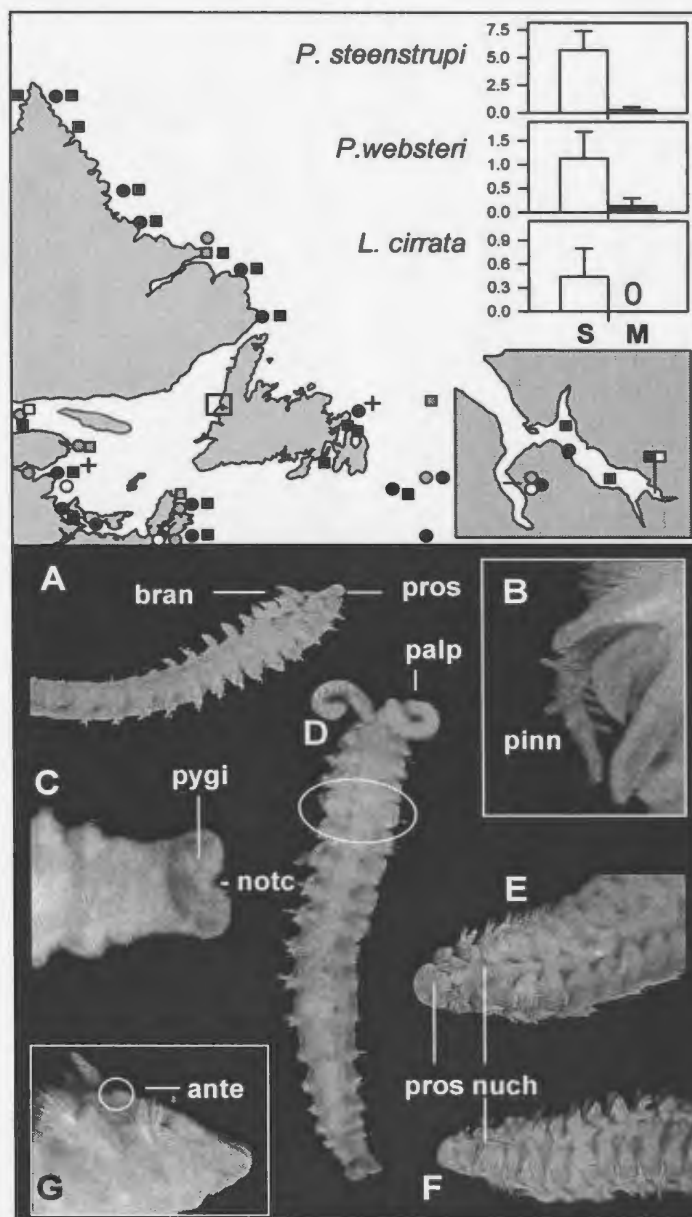 P. steenstrupi
7.5
5.0
2.5
0.0
P.websteri
1.5
1.0
0.5
0.0
L. cirrata
0.9
0.6
0.3
0.0
0
S M
A
bran
pros
B
palp
D
pinn
C
pygi
notc
E
ante
pros nuch
G
F